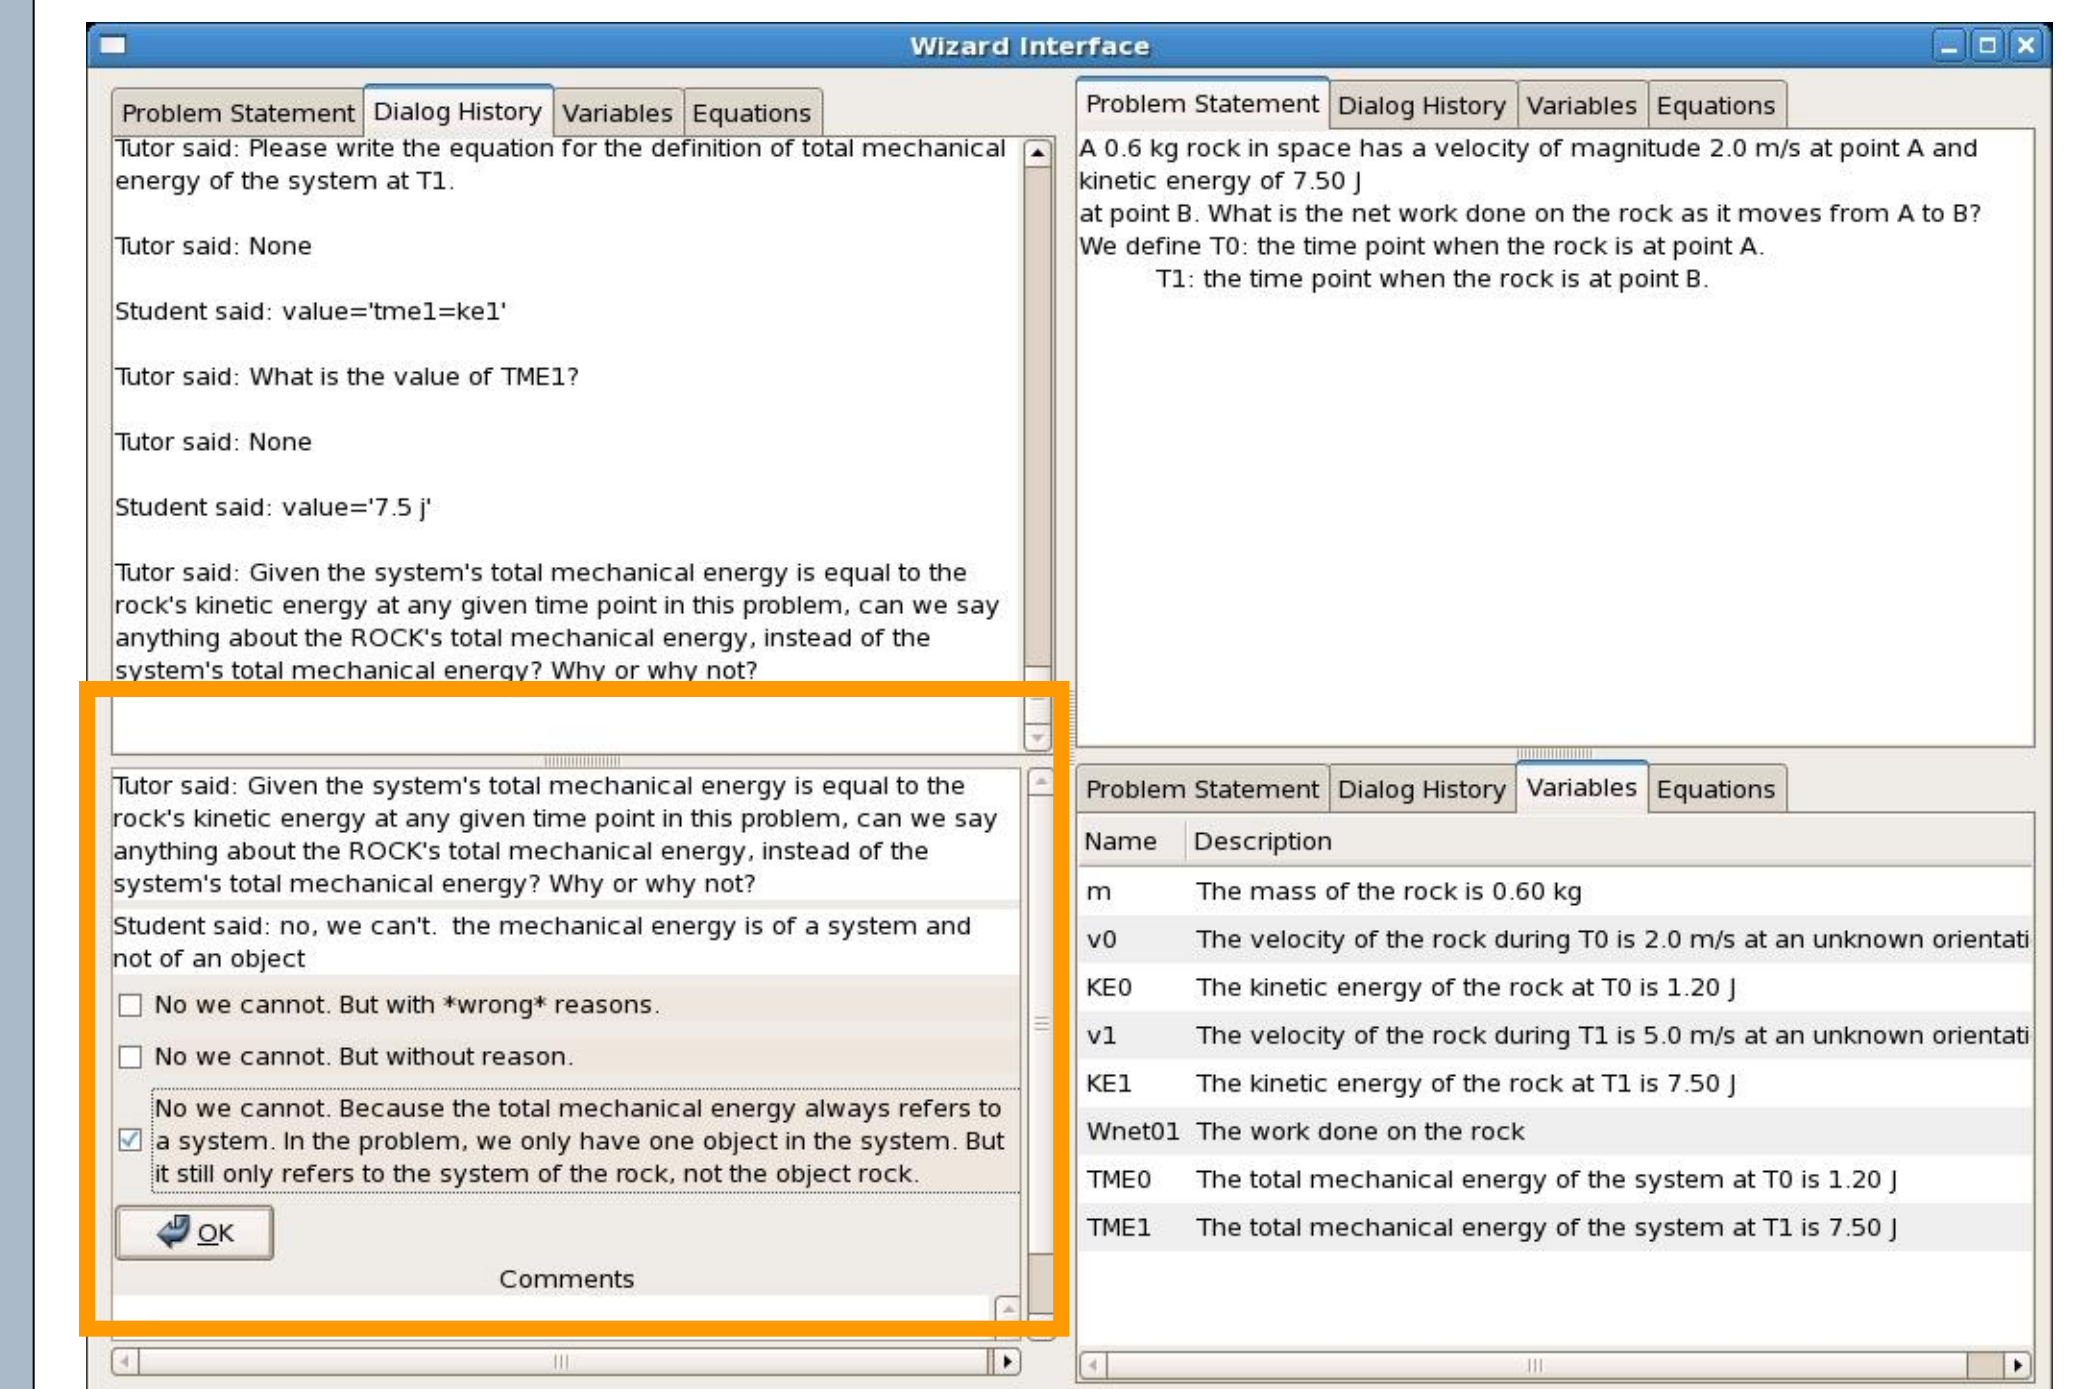 Wizard Interface
Problem Statement Dialog History Variables Equations
Tutor said: Please write the equation for the definition of total mechanical
energy of the system at T1.
Tutor said: None
Student said: value='tme1=ke1'
Tutor said: What is the value of TME1?
Tutor said: None
Student said: value='7.5 j'
Tutor said: Given the system's total mechanical energy is equal to the
rock's kinetic energy at any given time point in this problem, can we say
anything about the ROCK's total mechanical energy, instead of the
system's total mechanical energy? Why or why not?
Tutor said: Given the system's total mechanical energy is equal to the
rock's kinetic energy at any given time point in this problem, can we say
anything about the ROCK's total mechanical energy, instead of the
system's total mechanical energy? Why or why not?
Student said: no, we can't.  the mechanical energy is of a system and
not of an object
No we cannot. But with *wrong* reasons.
No we cannot. But without reason.
No we cannot. Because the total mechanical energy always refers to
a system. In the problem, we only have one object in the system. But
it still only refers to the system of the rock, not the object rock.
OK
Comments
Problem Statement Dialog History Variables Equations
A 0.6 kg rock in space has a velocity of magnitude 2.0 m/s at point A and
kinetic energy of 7.50 J
at point B. What is the net work done on the rock as it moves from A to B?
We define T0: the time point when the rock is at point A.
T1: the time point when the rock is at point B.
Problem Statement Dialog History Variables Equations
Name Description
m The mass of the rock is 0.60 kg
v0 The velocity of the rock during T0 is 2.0 m/s at an unknown orientati
KE0 The kinetic energy of the rock at T0 is 1.20 J
v1 The velocity of the rock during T1 is 5.0 m/s at an unknown orientati
KE1 The kinetic energy of the rock at T1 is 7.50 J
Wnet01 The work done on the rock
TME0 The total mechanical energy of the system at T0 is 1.20 J
TME1 The total mechanical energy of the system at T1 is 7.50 J